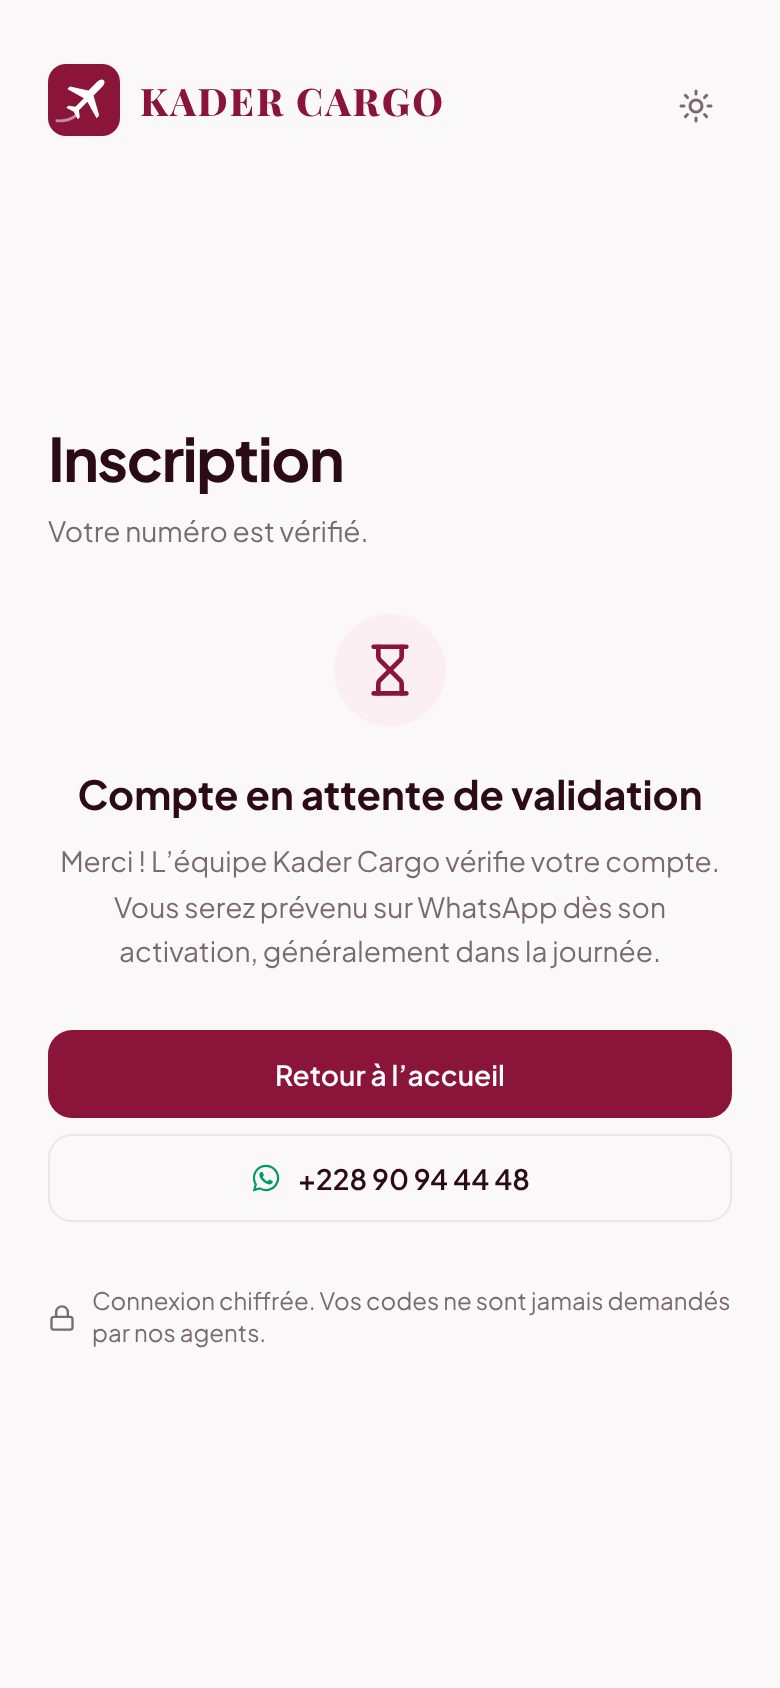 KADER CARGO
Inscription
Votre numéro est vérifié.
Compte en attente de validation
Merci ! L’équipe Kader Cargo vérifie votre compte.
Vous serez prévenu sur WhatsApp dès son
activation, généralement dans la journée.
Retour à l’accueil
+228 90 94 44 48
Connexion chiffrée. Vos codes ne sont jamais demandés
par nos agents.